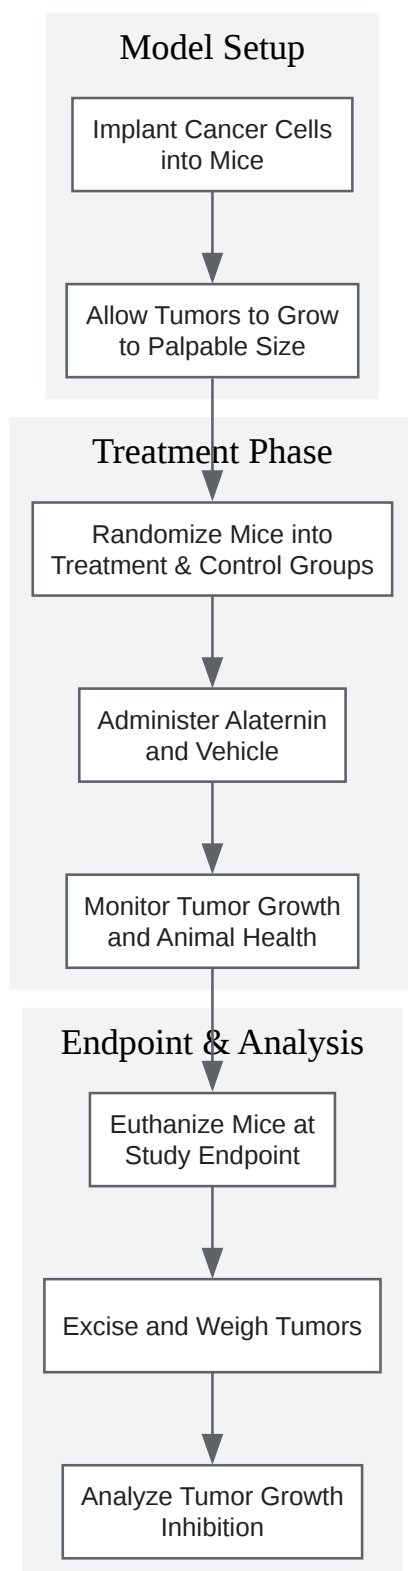 Model Setup
Implant Cancer Cells
into Mice
Allow Tumors to Grow
to Palpable Size
Treatment Phase
Randomize Mice into
Treatment & Control Groups
Administer Alaternin
and Vehicle
Monitor Tumor Growth
and Animal Health
Endpoint & Analysis
Euthanize Mice at
Study Endpoint
Excise and Weigh Tumors
Analyze Tumor Growth
Inhibition